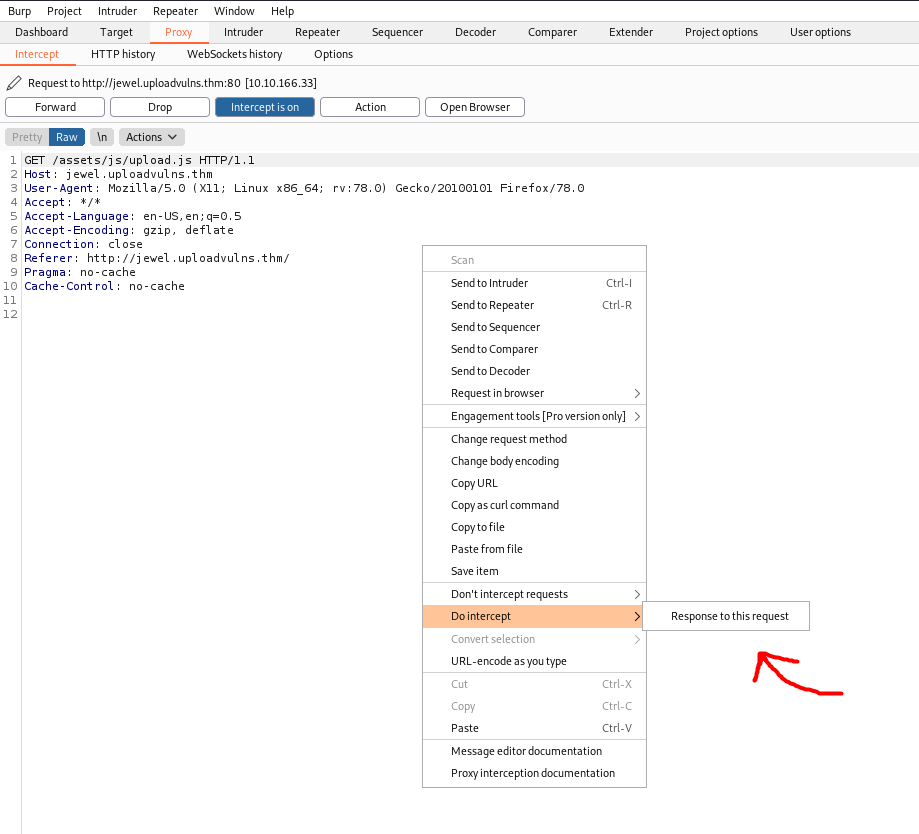 Burp Project Intruder Repeater Window Help
Dashboard Target Proxy Intruder Repeater Sequencer Decoder Comparer Extender Project options User options
Intercept HTTP history WebSockets history Options
Request to http://jewel.uploadvulns.thm:80 [10.10.166.33]
Forward Drop Intercept is on Action Open Browser
Pretty Raw \n Actions
1 GET /assets/js/upload.js HTTP/1.1
2 Host: jewel.uploadvulns.thm
3 User-Agent: Mozilla/5.0 (X11; Linux x86_64; rv:78.0) Gecko/20100101 Firefox/78.0
4 Accept: */*
5 Accept-Language: en-US,en;q=0.5
6 Accept-Encoding: gzip, deflate
7 Connection: close
8 Referer: http://jewel.uploadvulns.thm/
9 Pragma: no-cache
10 Cache-Control: no-cache
11
12
Scan
Send to Intruder Ctrl-I
Send to Repeater Ctrl-R
Send to Sequencer
Send to Comparer
Send to Decoder
Request in browser
Engagement tools [Pro version only]
Change request method
Change body encoding
Copy URL
Copy as curl command
Copy to file
Paste from file
Save item
Don't intercept requests
Do intercept
Response to this request
Convert selection
URL-encode as you type
Cut Ctrl-X
Copy Ctrl-C
Paste Ctrl-V
Message editor documentation
Proxy interception documentation